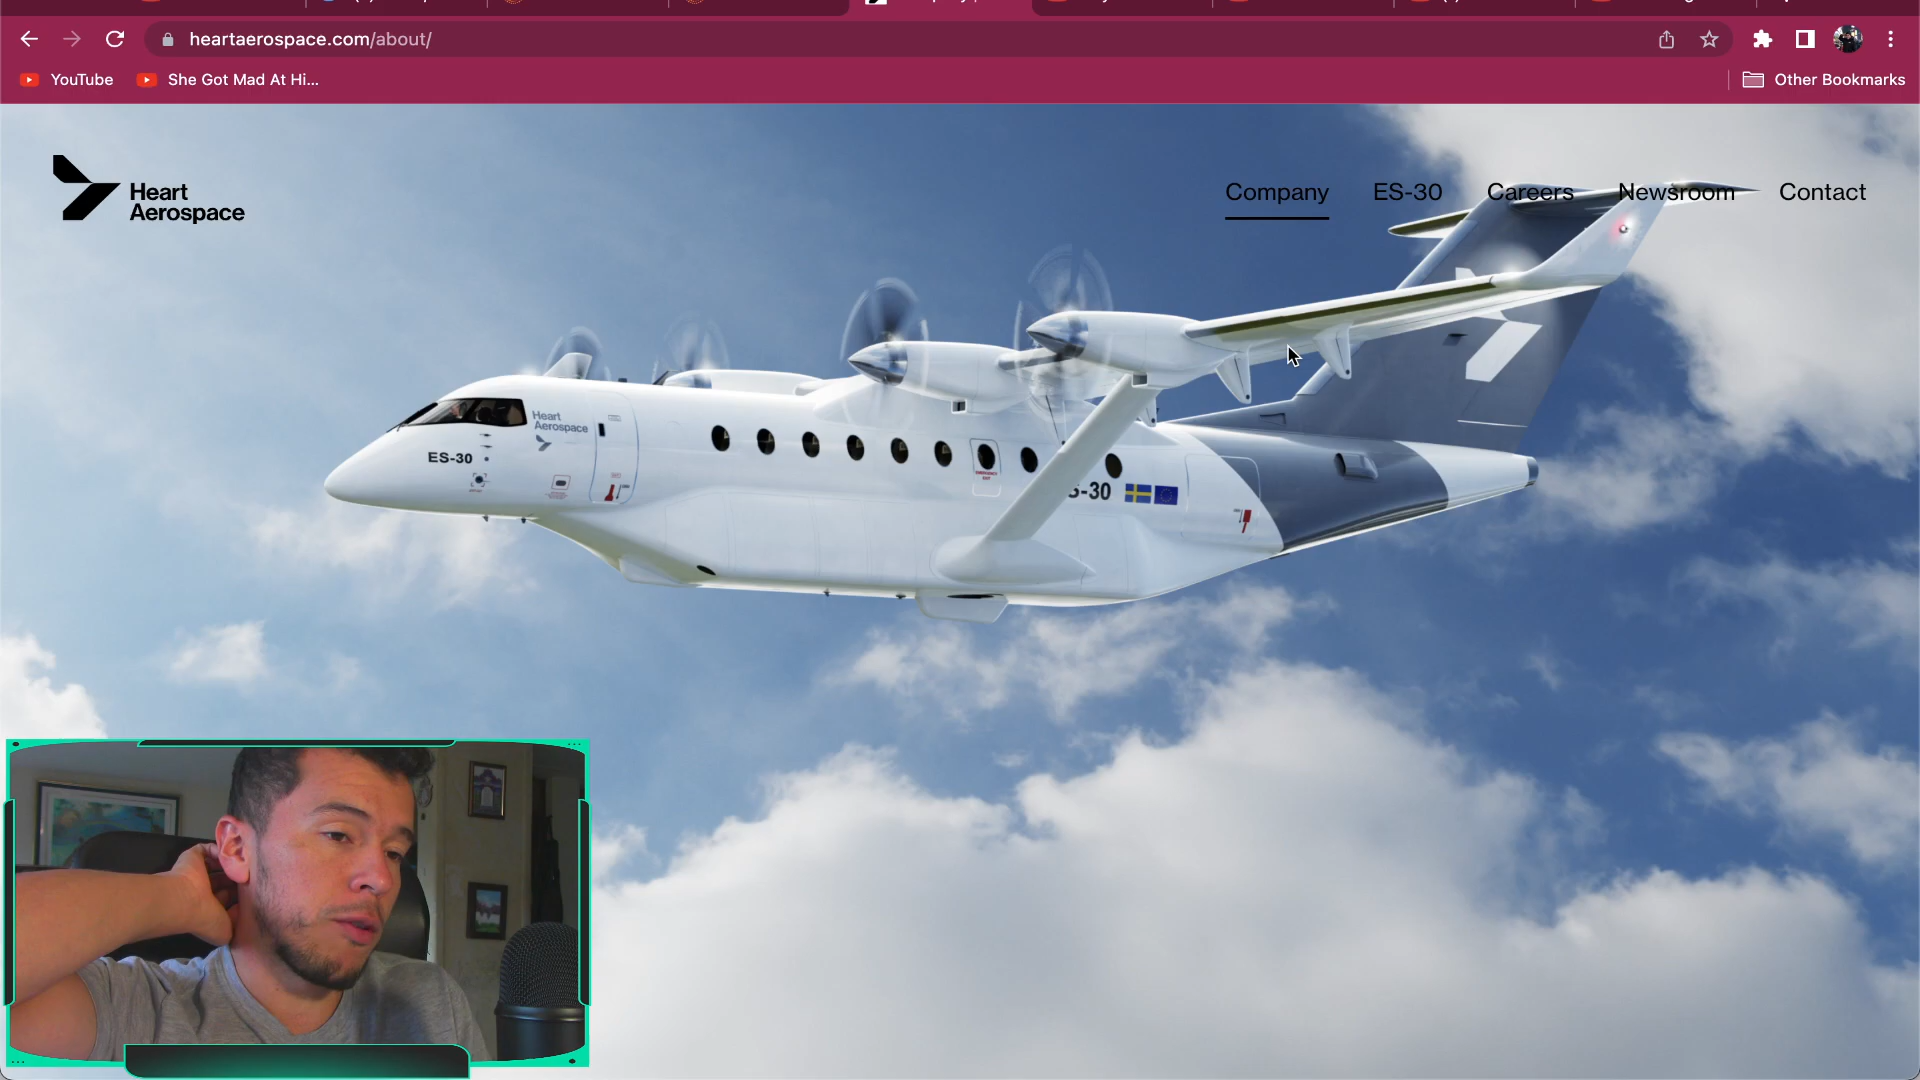 heartaerospace.com/about/
YouTube
She Got Mad At Hi...
Other Bookmarks
Heart
Aerospace
Company
ES-30
Careers
Newsroom
Contact
Heart
Aerospace
ES-30
S-30